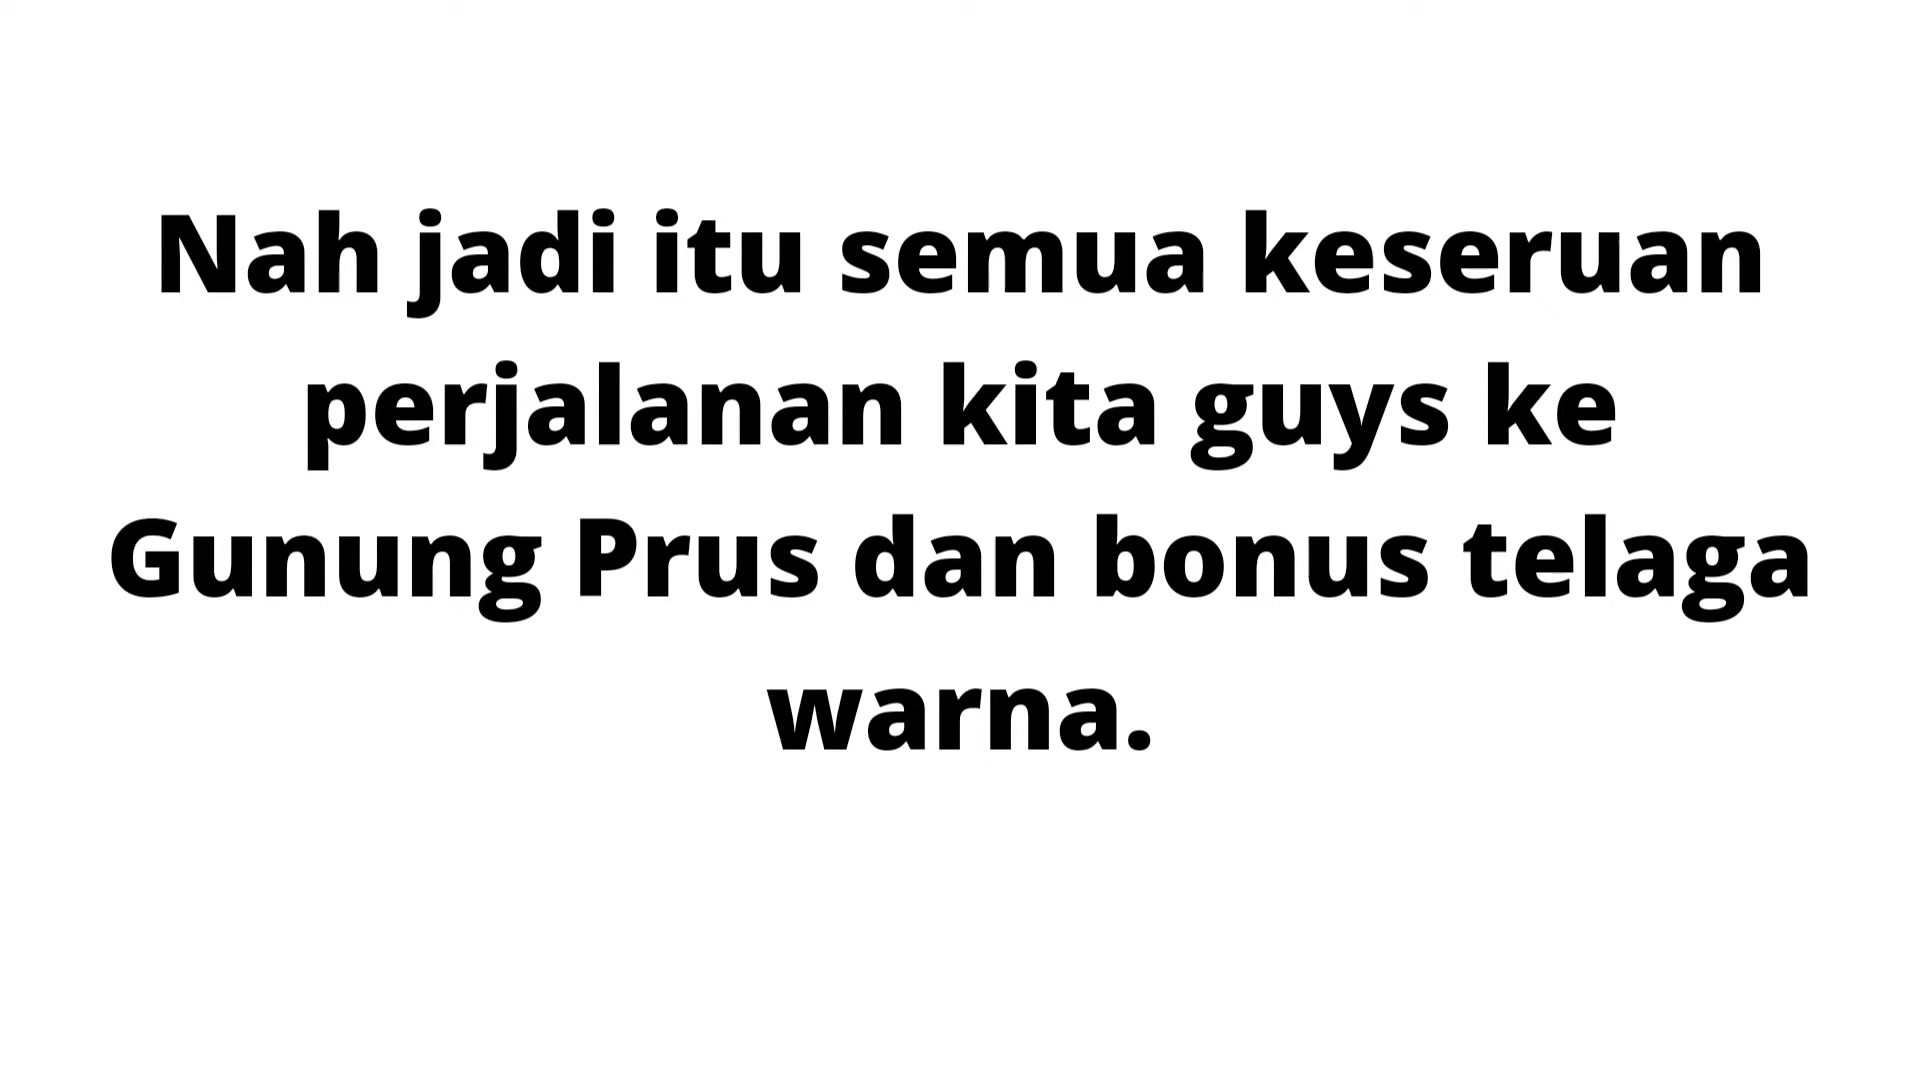 Nah jadi itu semua keseruan
perjalanan kita guys ke
Gunung Prus dan bonus telaga
warna.